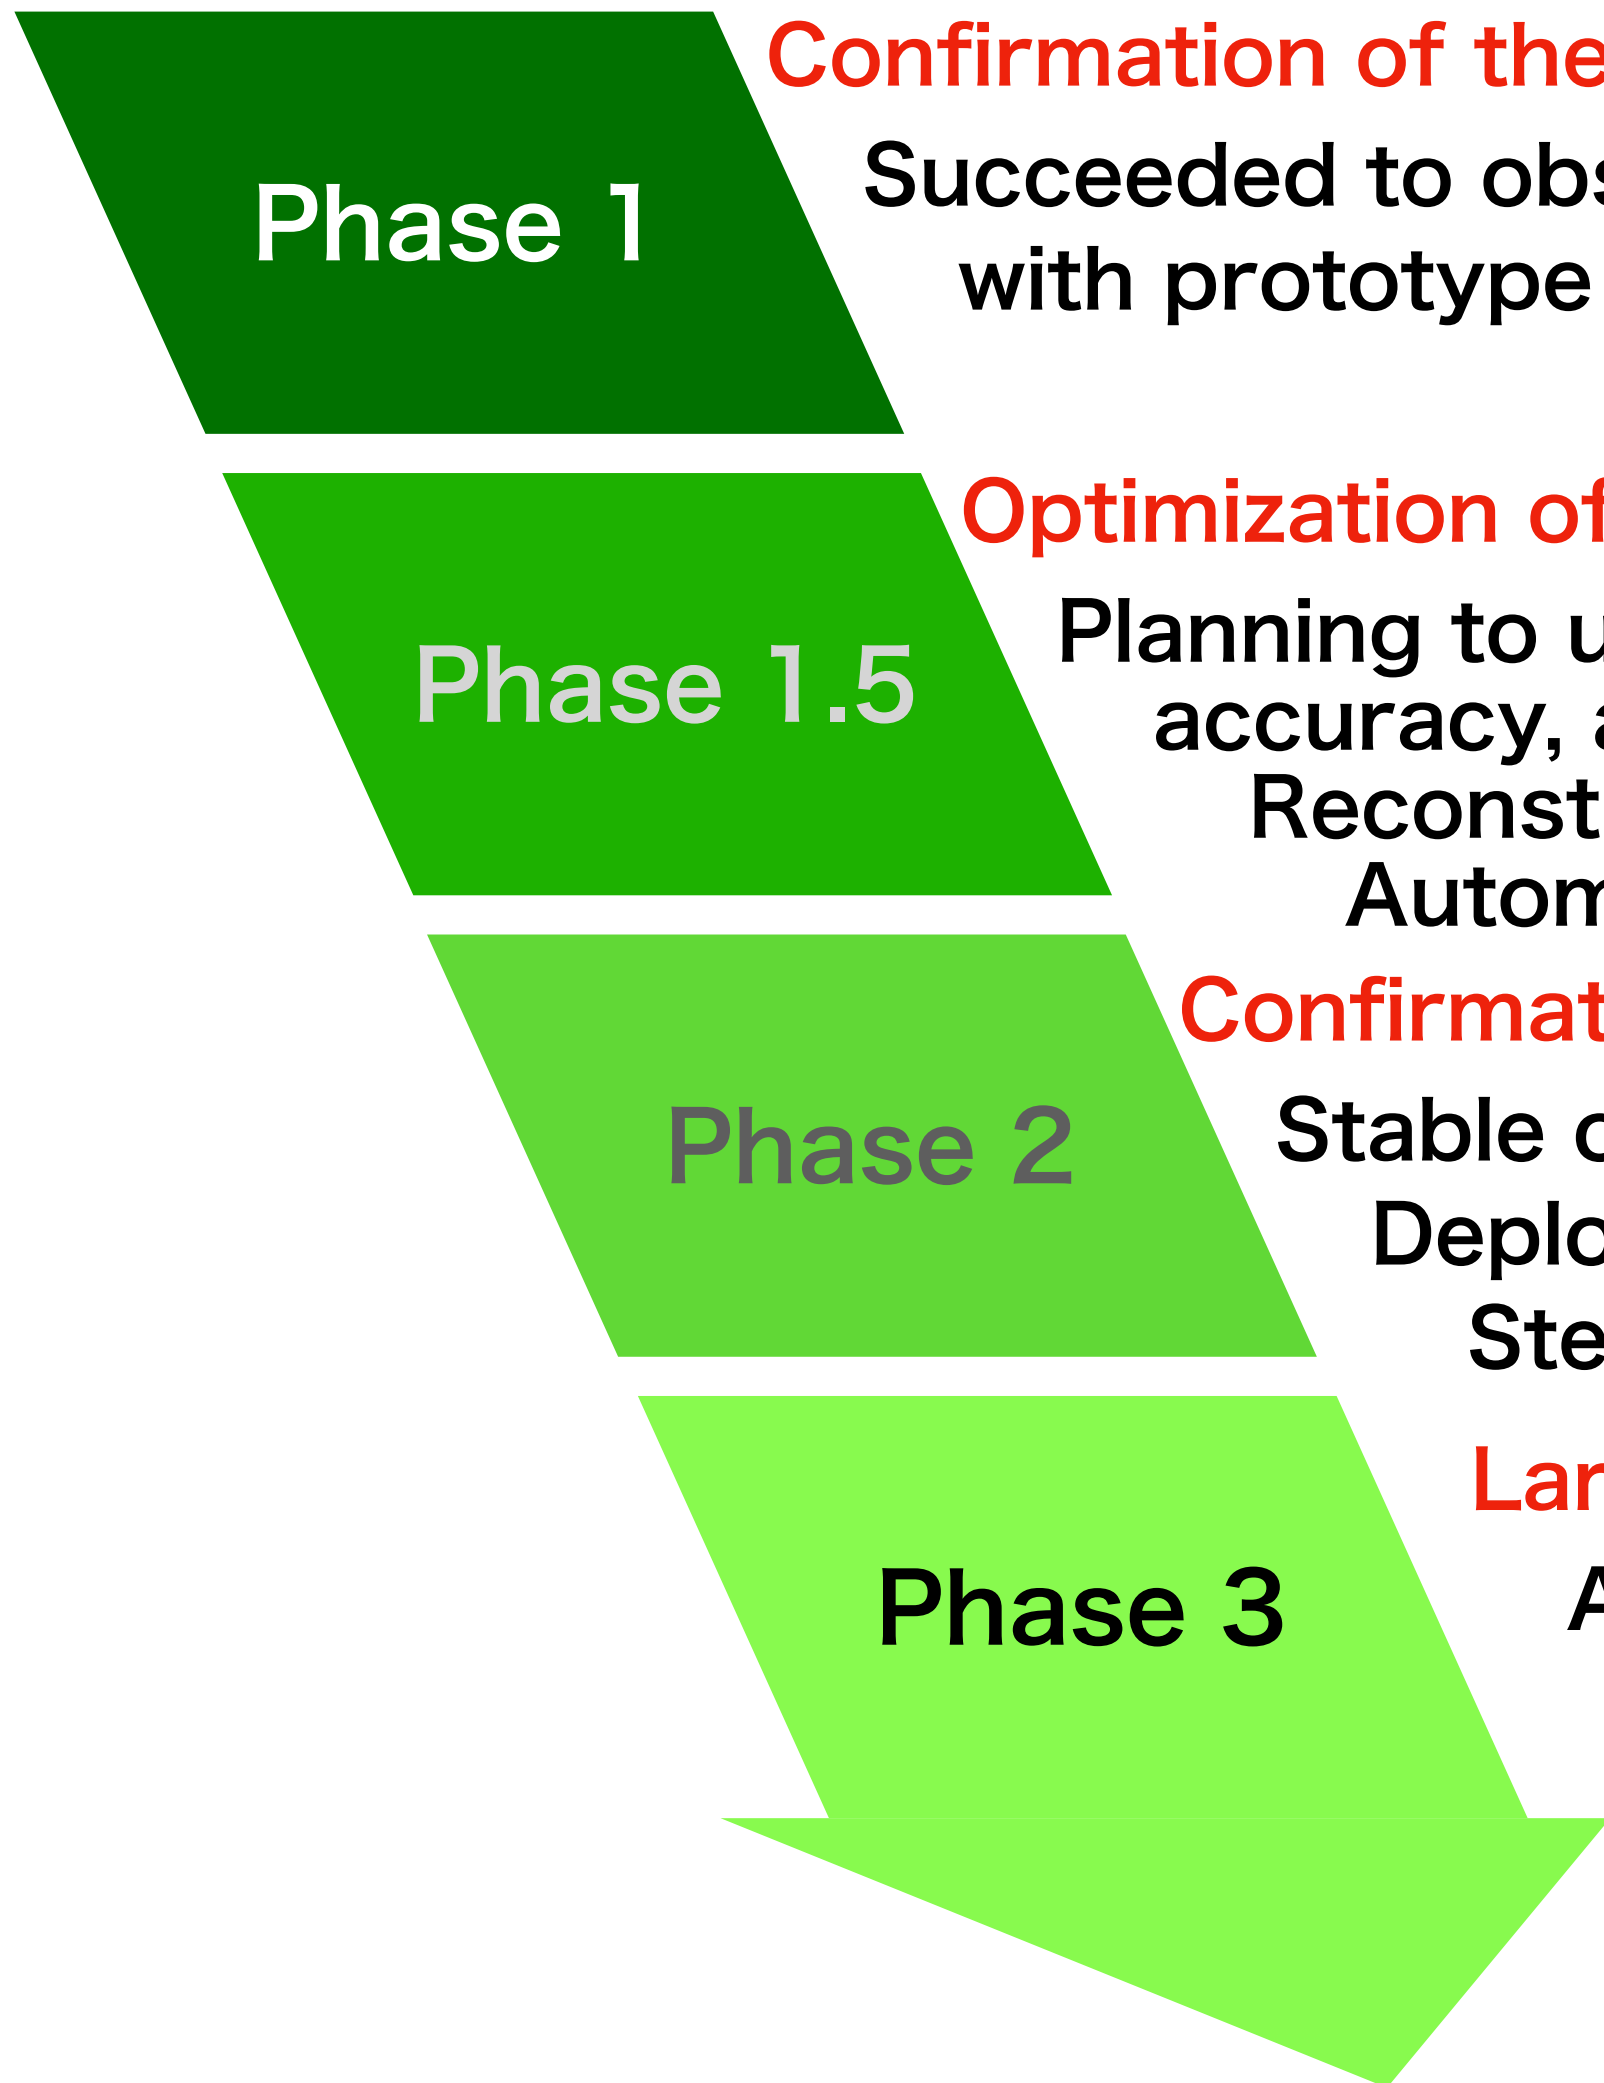 Confirmation of the
Succeeded to obs
with prototype
Phase 1
Optimization of
Planning to u
accuracy, a
Reconst
Autom
Phase 1.5
Confirmat
Stable
Deplo
Ste
Phase 2
Lar
A
Phase 3